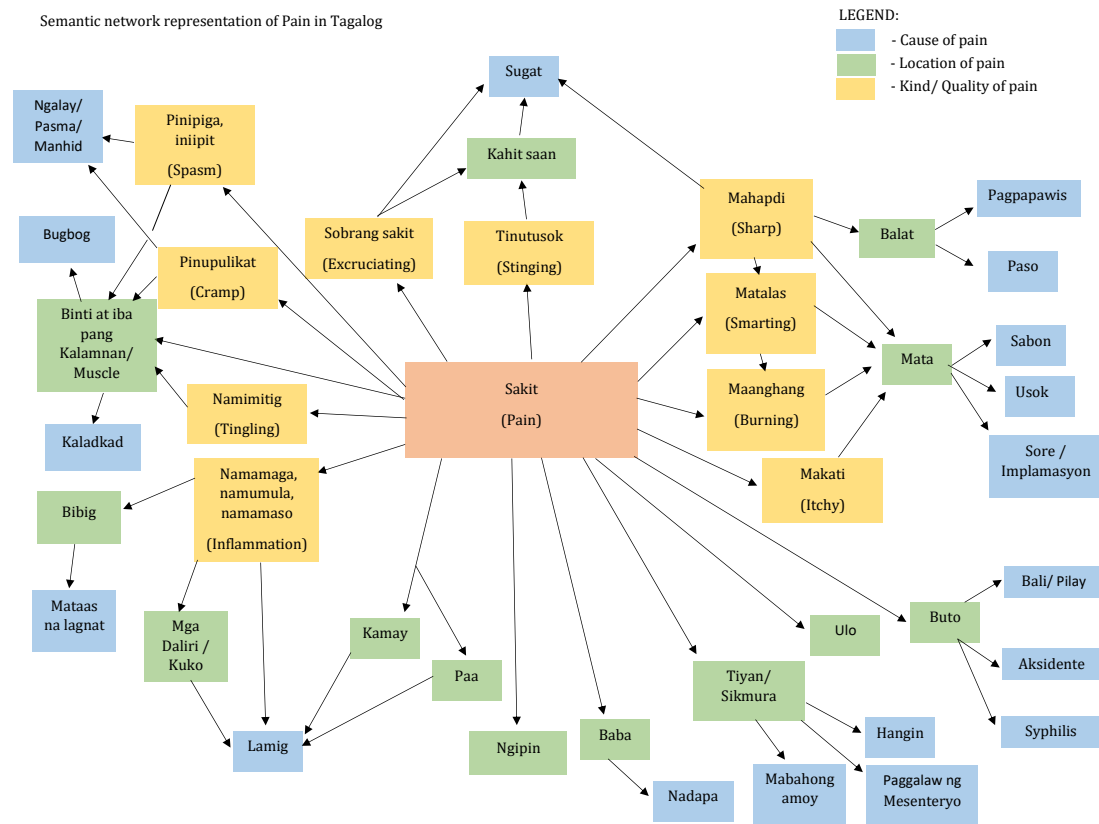 Semantic network representation of Pain in Tagalog
LEGEND:
- Cause of pain
- Location of pain
- Kind/ Quality of pain
Sugat
Ngalay/
Pasma/
Manhid
Pinipiga,
iniipit
(Spasm)
Kahit saan
Mahapdi
(Sharp)
Pagpapawis
Bugbog
Sobrang sakit
(Excruciating)
Tinutusok
(Stinging)
Balat
Paso
Pinupulikat
(Cramp)
Matalas
(Smarting)
Binti at iba
pang
Kalamnan/
Muscle
Sabon
Mata
Sakit
(Pain)
Maanghang
(Burning)
Usok
Namimitig
(Tingling)
Kaladkad
Sore /
Implamasyon
Namamaga,
namumula,
namamaso
(Inflammation)
Makati
(Itchy)
Bibig
Mataas
na lagnat
Mga
Daliri /
Kuko
Kamay
Paa
Ulo
Buto
Bali/ Pilay
Aksidente
Syphilis
Tiyan/
Sikmura
Lamig
Ngipin
Baba
Hangin
Nadapa
Mabahong
amoy
Paggalaw ng
Mesenteryo